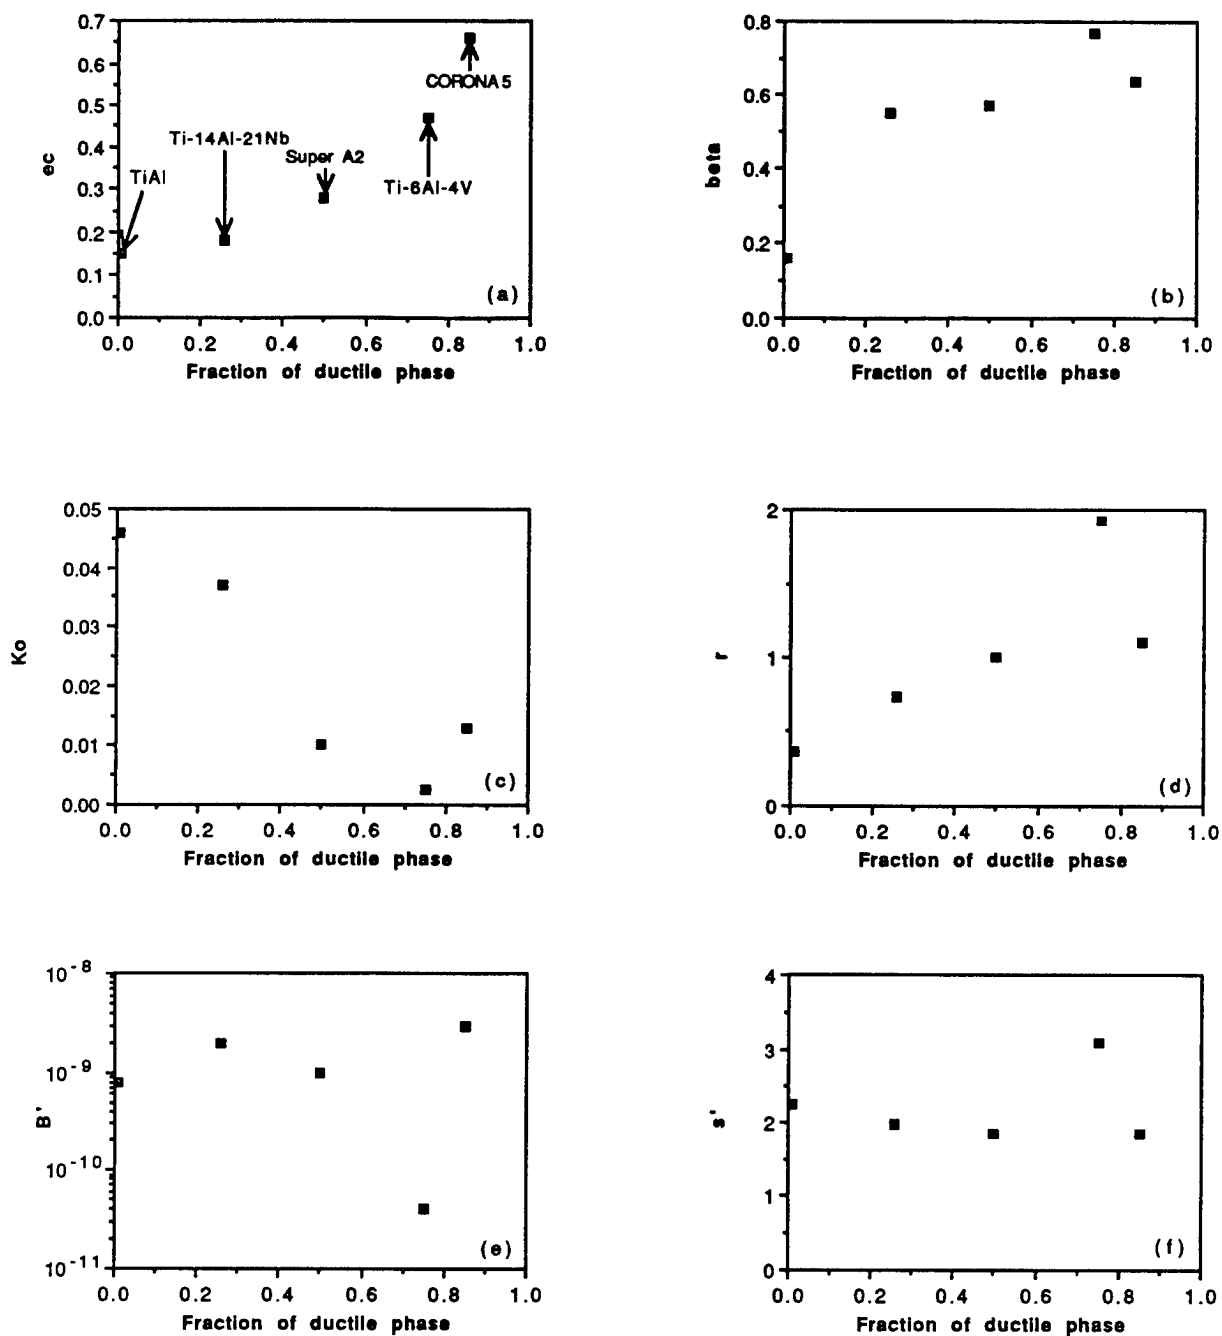 0.7
0.6
0.5
0.4
0.3
0.2
0.1
0.0
ec
TiAl
Ti-14Al-21Nb
Super A2
Ti-6Al-4V
CORONA 5
(a)
0.0 0.2 0.4 0.6 0.8 1.0
Fraction of ductile phase
0.8
0.6
0.4
0.2
0.0
beta
(b)
0.0 0.2 0.4 0.6 0.8 1.0
Fraction of ductile phase
0.05
0.04
0.03
0.02
0.01
0.00
Ko
(c)
0.0 0.2 0.4 0.6 0.8 1.0
Fraction of ductile phase
2
1
0
r
(d)
0.0 0.2 0.4 0.6 0.8 1.0
Fraction of ductile phase
10-8
10-9
10-10
10-11
B'
(e)
0.0 0.2 0.4 0.6 0.8 1.0
Fraction of ductile phase
4
3
2
1
0
s'
(f)
0.0 0.2 0.4 0.6 0.8 1.0
Fraction of ductile phase